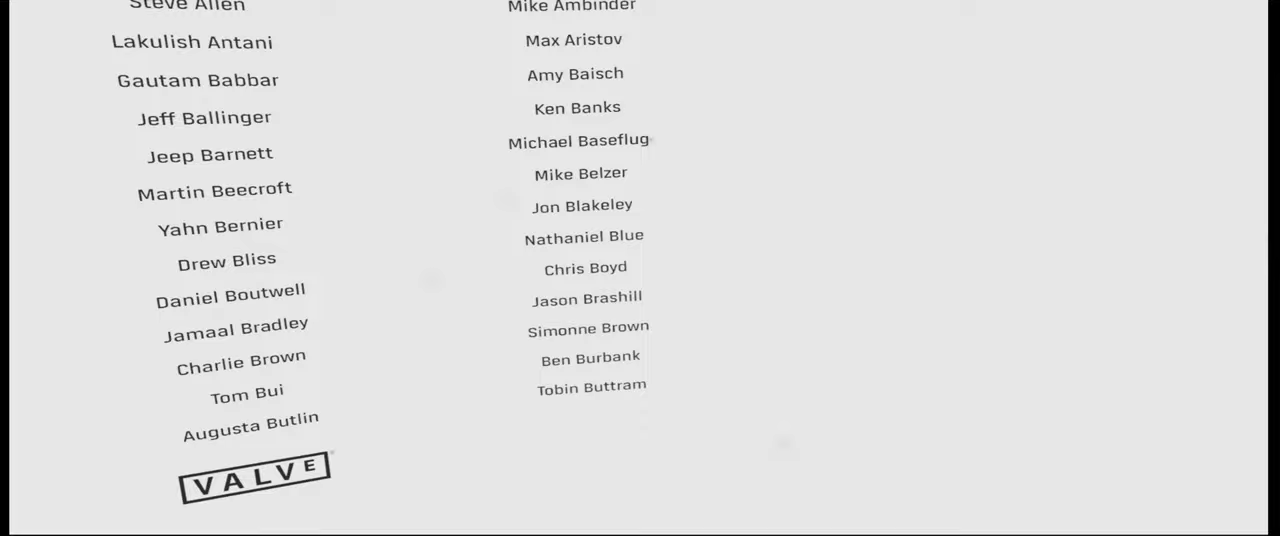 Steve Allen
Lakulish Antani
Gautam Babbar
Jeff Ballinger
Jeep Barnett
Martin Beecroft
Yahn Bernier
Drew Bliss
Daniel Boutwell
Jamaal Bradley
Charlie Brown
Tom Bui
Augusta Butlin
VALVE
Mike Ambinder
Max Aristov
Amy Baisch
Ken Banks
Michael Baseflug
Mike Belzer
Jon Blakeley
Nathaniel Blue
Chris Boyd
Jason Brashill
Simonne Brown
Ben Burbank
Tobin Buttram